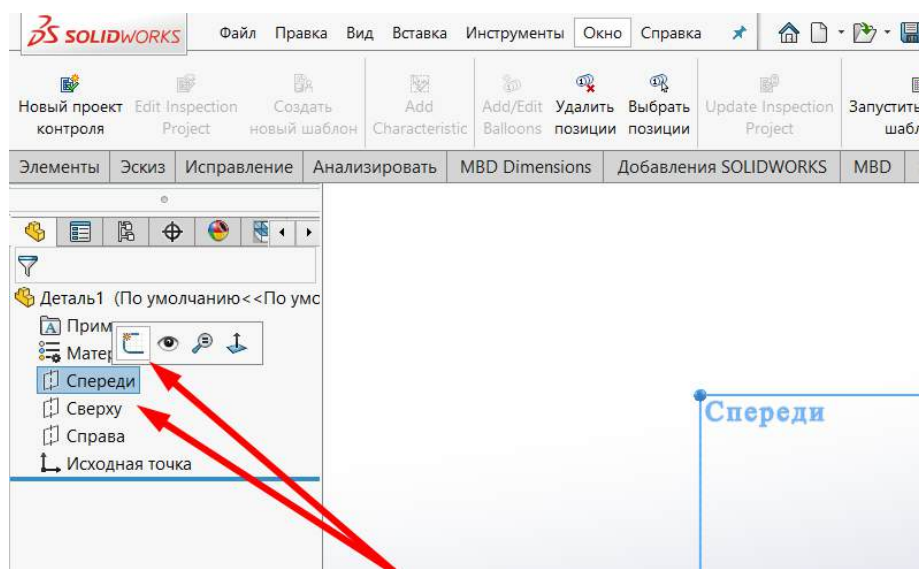 SOLIDWORKS Файл Правка Вид Вставка Инструменты Окно Справка
Новый проект контроля
Edit Inspection Project
Создать новый шаблон
Add Characteristic
Add/Edit Balloons
Удалить позиции
Выбрать позиции
Update Inspection Project
Запустить
Элементы Эскиз Исправление Анализировать MBD Dimensions Добавления SOLIDWORKS MBD
Деталь1 (По умолчанию<<По умс
Прим
Матер
Спереди
Сверху
Справа
Исходная точка
Спереди